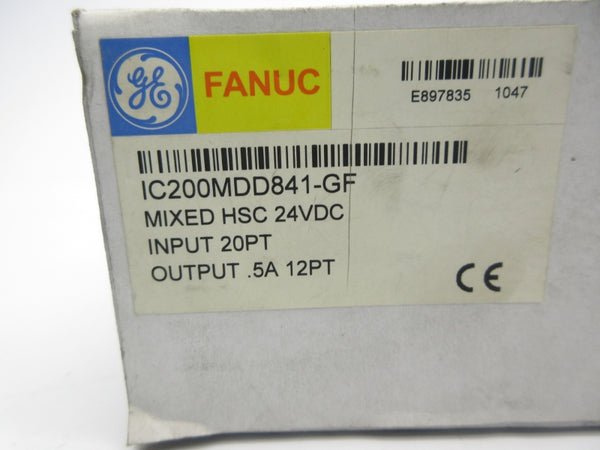 GE FANUC
E897835 1047
IC200MDD841-GF
MIXED HSC 24VDC
INPUT 20PT
OUTPUT .5A 12PT
CE